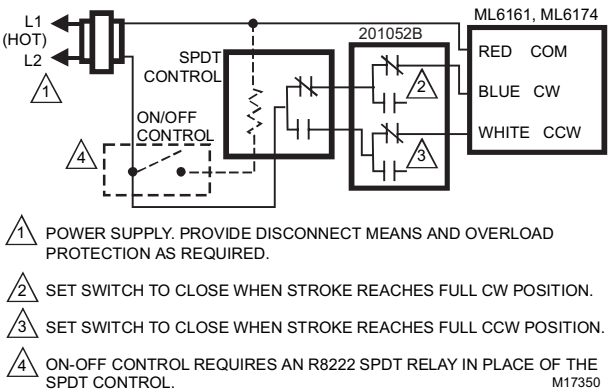 L1
(HOT)
L2
1
SPDT
CONTROL
201052B
ML6161, ML6174
RED COM
BLUE CW
WHITE CCW
2
3
ON/OFF
CONTROL
4
1 POWER SUPPLY. PROVIDE DISCONNECT MEANS AND OVERLOAD
PROTECTION AS REQUIRED.
2 SET SWITCH TO CLOSE WHEN STROKE REACHES FULL CW POSITION.
3 SET SWITCH TO CLOSE WHEN STROKE REACHES FULL CCW POSITION.
4 ON-OFF CONTROL REQUIRES AN R8222 SPDT RELAY IN PLACE OF THE
SPDT CONTROL.
M17350